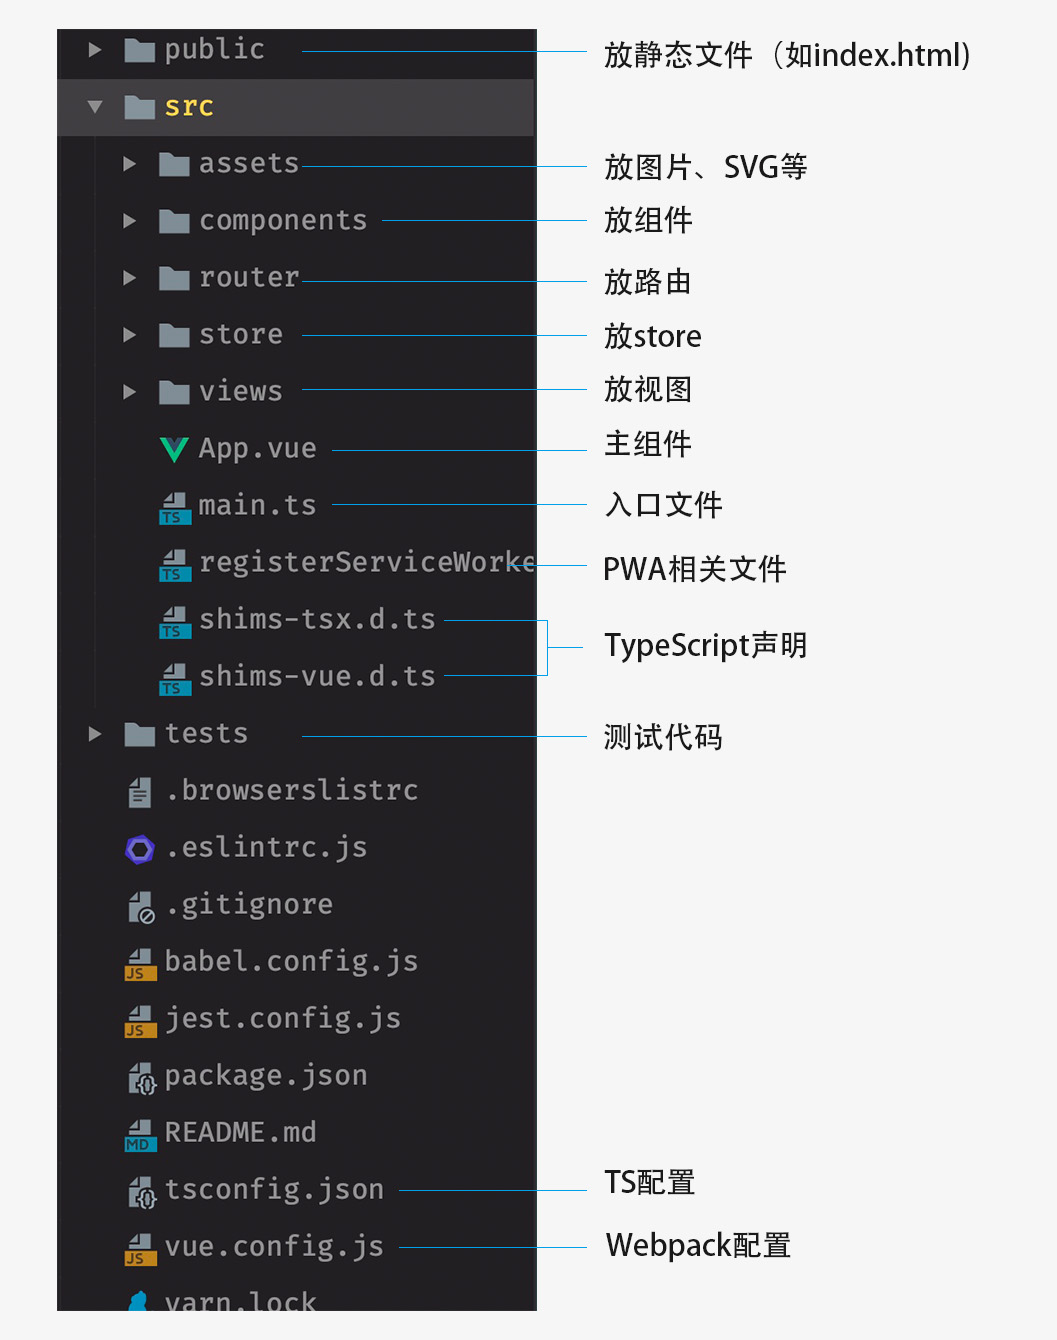 public 放静态文件（如index.html)
src
assets 放图片、SVG等
components 放组件
router 放路由
store 放store
views 放视图
App.vue 主组件
TS main.ts 入口文件
TS registerServiceWorke PWA相关文件
TS shims-tsx.d.ts
TypeScript声明
TS shims-vue.d.ts
tests 测试代码
.browserslistrc
.eslintrc.js
.gitignore
JS babel.config.js
JS jest.config.js
package.json
MD README.md
tsconfig.json TS配置
JS vue.config.js Webpack配置
yarn.lock